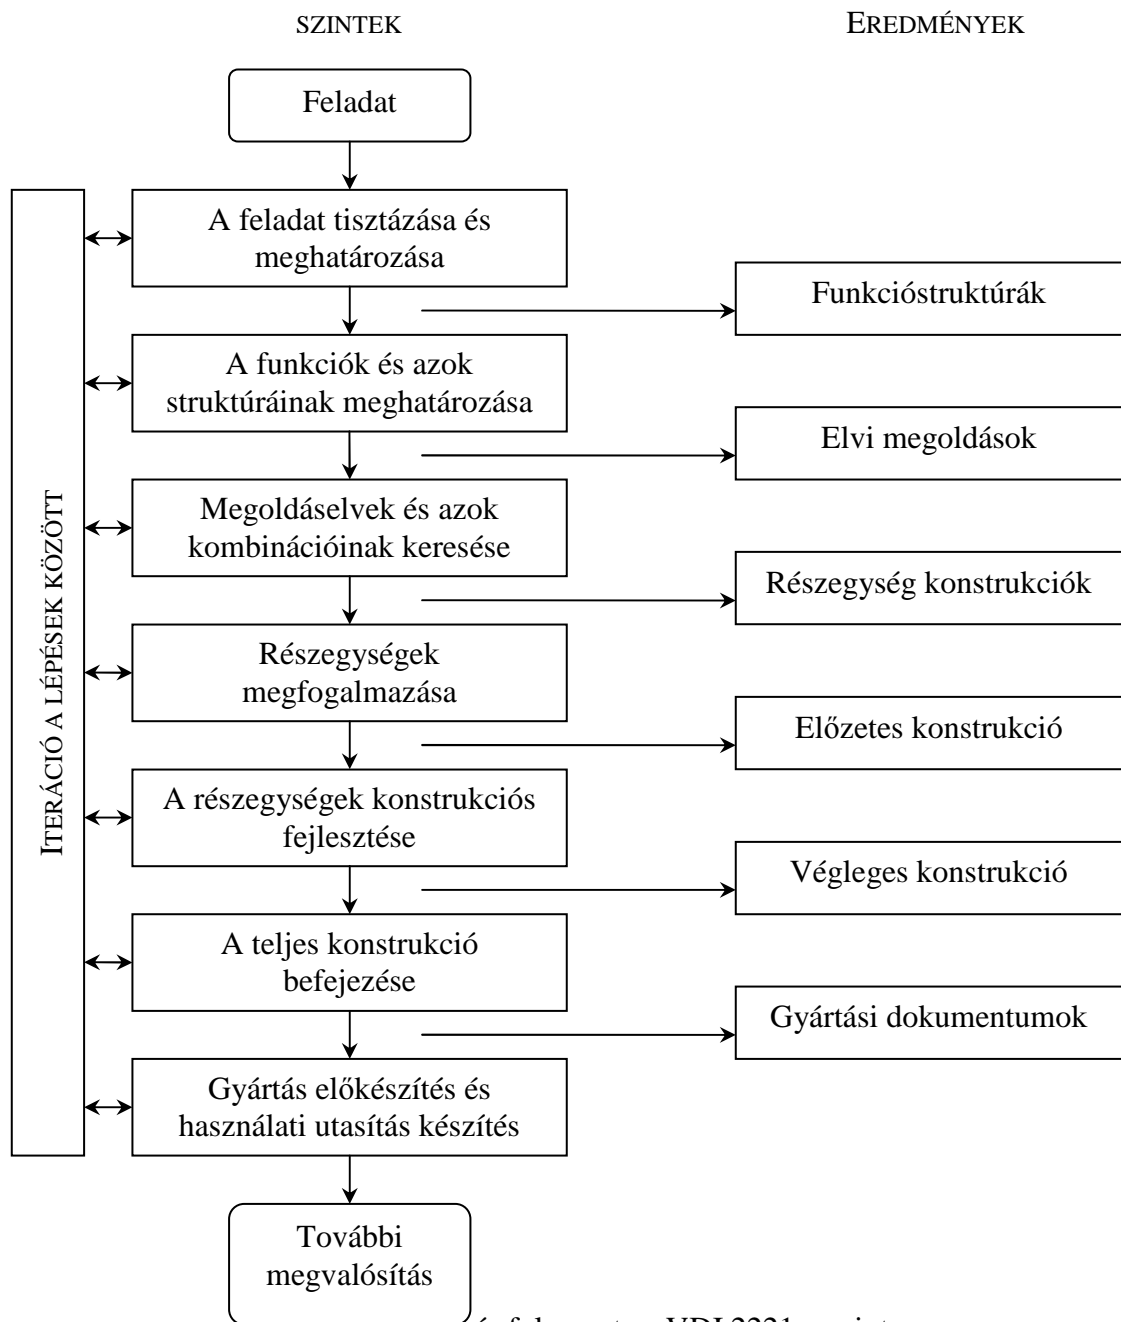 SZINTEK
EREDMÉNYEK
Feladat
A feladat tisztázása és
meghatározása
Funkcióstruktúrák
A funkciók és azok
struktúráinak meghatározása
Elvi megoldások
Megoldáselvek és azok
kombinációinak keresése
Részegység konstrukciók
Részegységek
megfogalmazása
Előzetes konstrukció
A részegységek konstrukciós
fejlesztése
Végleges konstrukció
A teljes konstrukció
befejezése
Gyártási dokumentumok
Gyártás előkészítés és
használati utasítás készítés
További
megvalósítás
ITERÁCIÓ A LÉPÉSEK KÖZÖTT
VDI 2221